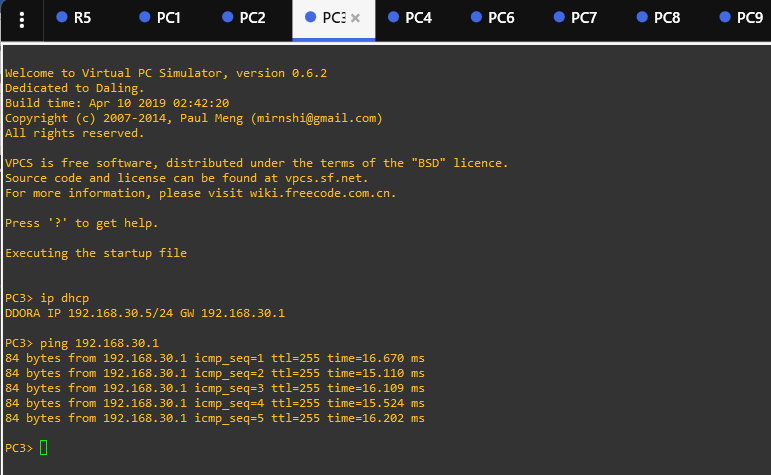 R5 PC1 PC2 PC3 PC4 PC6 PC7 PC8 PC9
Welcome to Virtual PC Simulator, version 0.6.2
Dedicated to Daling.
Build time: Apr 10 2019 02:42:20
Copyright (c) 2007-2014, Paul Meng (mirnshi@gmail.com)
All rights reserved.
VPCS is free software, distributed under the terms of the "BSD" licence.
Source code and license can be found at vpcs.sf.net.
For more information, please visit wiki.freecode.com.cn.
Press '?' to get help.
Executing the startup file
PC3> ip dhcp
DDORA IP 192.168.30.5/24 GW 192.168.30.1
PC3> ping 192.168.30.1
84 bytes from 192.168.30.1 icmp_seq=1 ttl=255 time=16.670 ms
84 bytes from 192.168.30.1 icmp_seq=2 ttl=255 time=15.110 ms
84 bytes from 192.168.30.1 icmp_seq=3 ttl=255 time=16.109 ms
84 bytes from 192.168.30.1 icmp_seq=4 ttl=255 time=15.524 ms
84 bytes from 192.168.30.1 icmp_seq=5 ttl=255 time=16.202 ms
PC3>